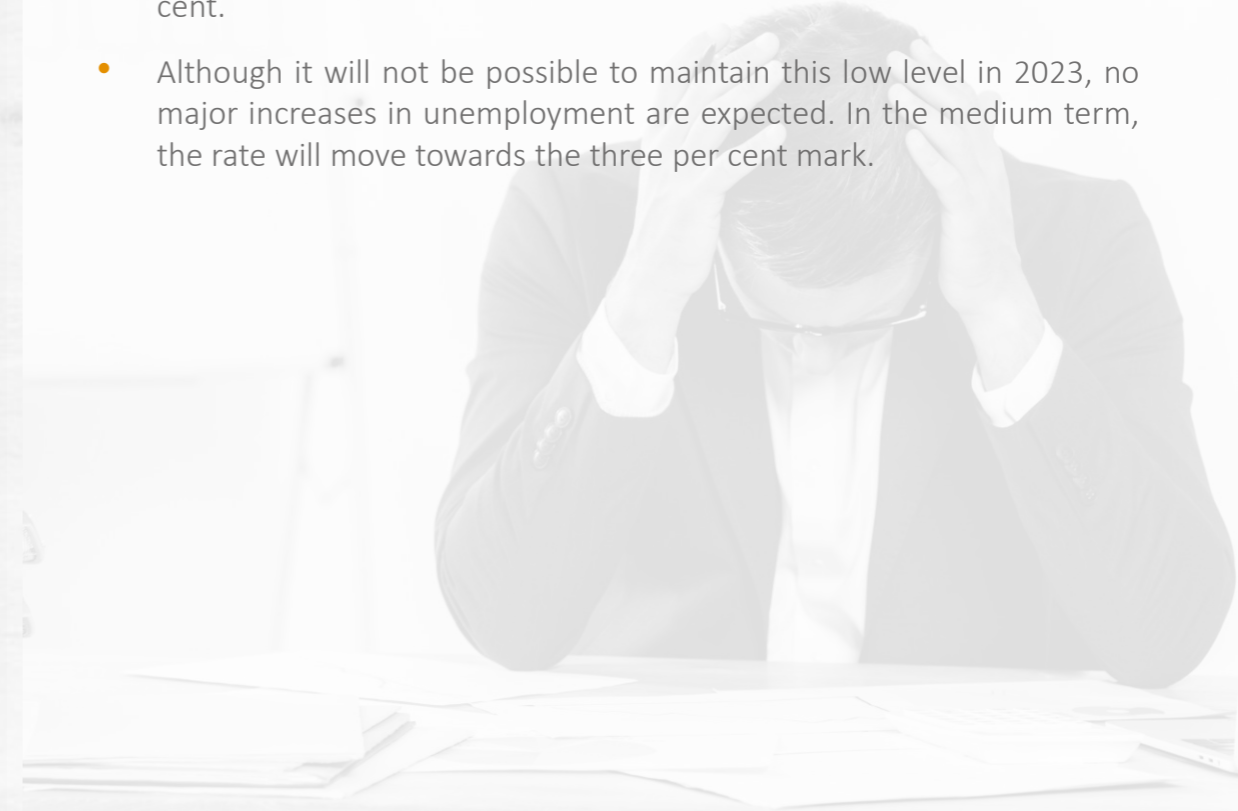 cent.
• Although it will not be possible to maintain this low level in 2023, no
major increases in unemployment are expected. In the medium term,
the rate will move towards the three per cent mark.